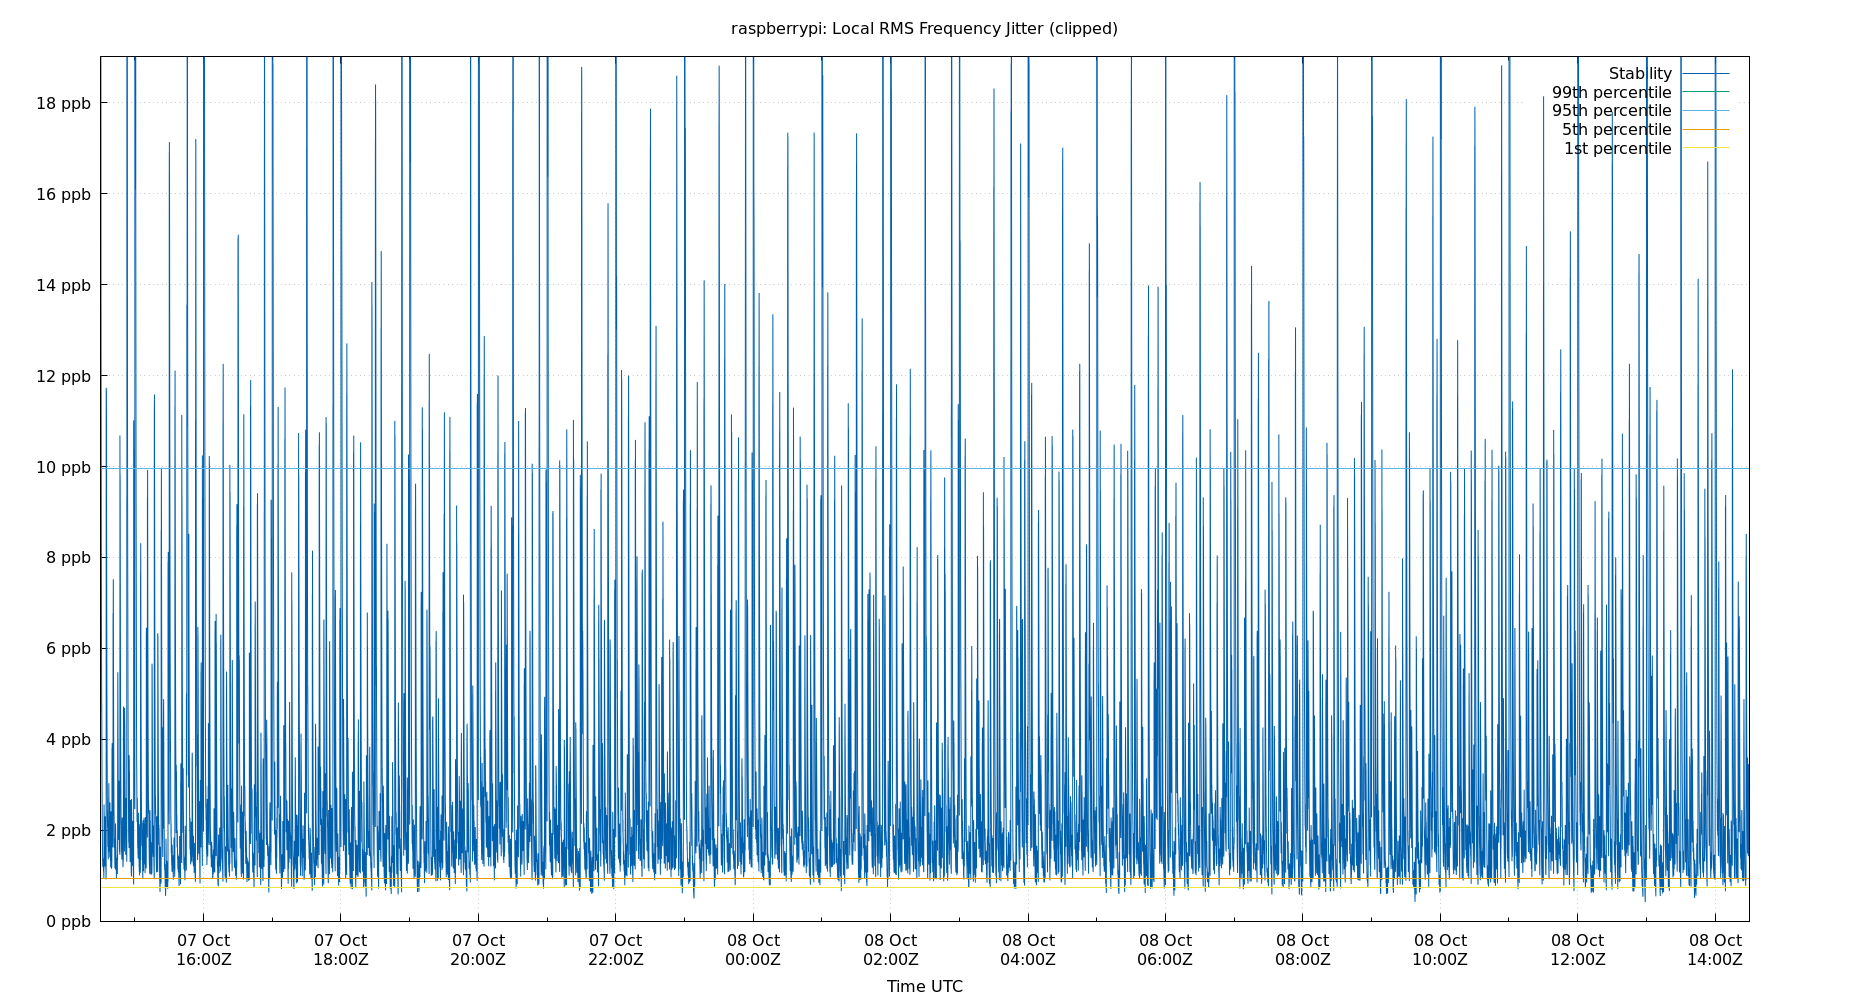 raspberrypi: Local RMS Frequency Jitter (clipped)
Stability
99th percentile
95th percentile
5th percentile
1st percentile
18 ppb
16 ppb
14 ppb
12 ppb
10 ppb
8 ppb
6 ppb
4 ppb
2 ppb
0 ppb
07 Oct 07 Oct 07 Oct 07 Oct 08 Oct 08 Oct 08 Oct 08 Oct 08 Oct 08 Oct 08 Oct 08 Oct
16:00Z 18:00Z 20:00Z 22:00Z 00:00Z 02:00Z 04:00Z 06:00Z 08:00Z 10:00Z 12:00Z 14:00Z
Time UTC